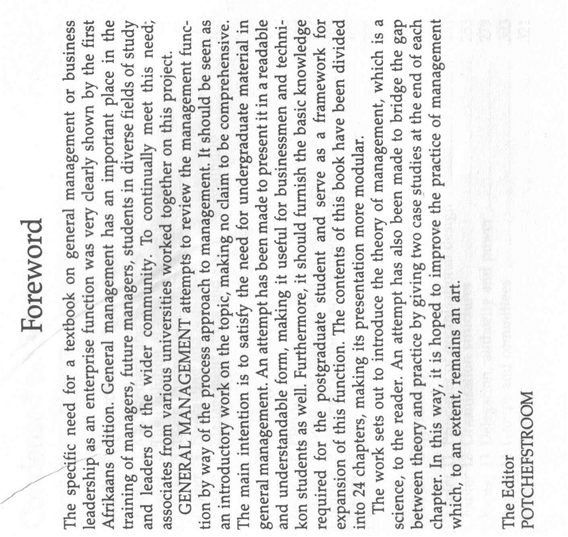 Foreword
The specific need for a textbook on general management or business
leadership as an enterprise function was very clearly shown by the first
Afrikaans edition. General management has an important place in the
training of managers, future managers, students in diverse fields of study
and leaders of the wider community. To continually meet this need;
associates from various universities worked together on this project.
GENERAL MANAGEMENT attempts to review the management func-
tion by way of the process approach to management. It should be seen as
an introductory work on the topic, making no claim to be comprehensive.
The main intention is to satisfy the need for undergraduate material in
general management. An attempt has been made to present it in a readable
and understandable form, making it useful for businessmen and techni-
kon students as well. Furthermore, it should furnish the basic knowledge
required for the postgraduate student and serve as a framework for
expansion of this function. The contents of this book have been divided
into 24 chapters, making its presentation more modular.
The work sets out to introduce the theory of management, which is a
science, to the reader. An attempt has also been made to bridge the gap
between theory and practice by giving two case studies at the end of each
chapter. In this way, it is hoped to improve the practice of management
which, to an extent, remains an art.
The Editor
POTCHEFSTROOM